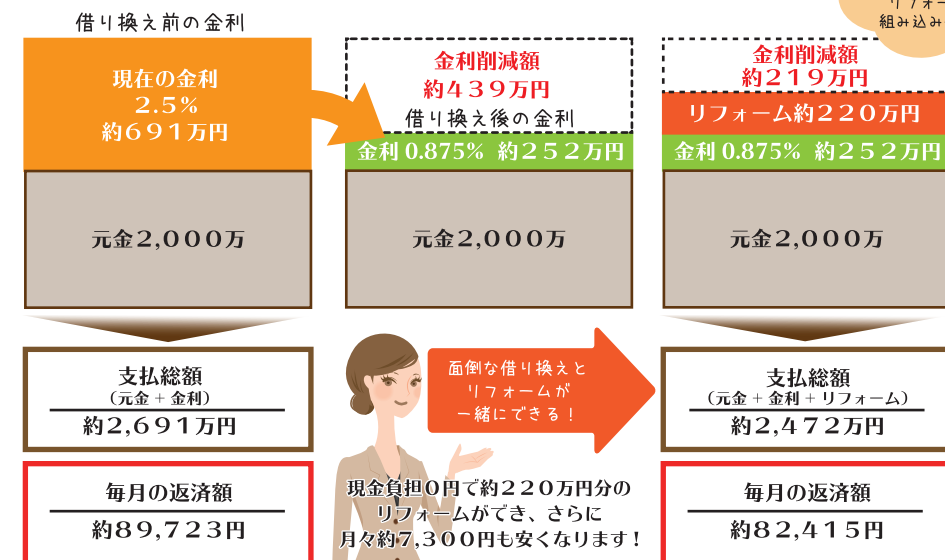 借り換え前の金利
現在の金利
2.5%
約６９１万円
元金２,０００万
支払総額
（元金 + 金利）
約２,６９１万円
毎月の返済額
約８９,７２３円
金利削減額
約４３９万円
借り換え後の金利
金利 0.875% 約２５２万円
元金２,０００万
面倒な借り換えと
リフォームが
一緒にできる！
現金負担０円で約２２０万円分の
リフォームができ、さらに
月々約７,３００円も安くなります！
組み込み
金利削減額
約２１９万円
リフォーム約２２０万円
金利 0.875% 約２５２万円
元金２,０００万
支払総額
（元金 + 金利 + リフォーム）
約２,４７２万円
毎月の返済額
約８２,４１５円